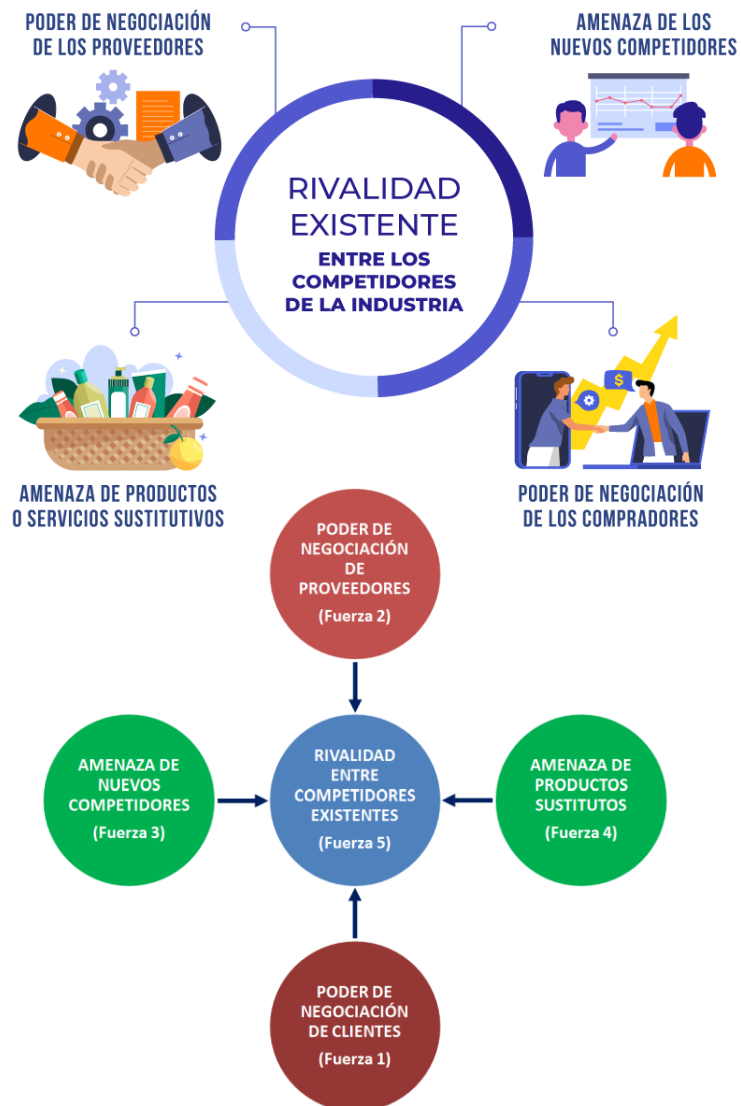 PODER DE NEGOCIACIÓN
DE LOS PROVEEDORES
AMENAZA DE LOS
NUEVOS COMPETIDORES
RIVALIDAD
EXISTENTE
ENTRE LOS
COMPETIDORES
DE LA INDUSTRIA
$
AMENAZA DE PRODUCTOS
O SERVICIOS SUSTITUTIVOS
PODER DE NEGOCIACIÓN
DE LOS COMPRADORES
PODER DE
NEGOCIACIÓN
DE
PROVEEDORES
(Fuerza 2)
AMENAZA DE
NUEVOS
COMPETIDORES
(Fuerza 3)
RIVALIDAD
ENTRE
COMPETIDORES
EXISTENTES
(Fuerza 5)
AMENAZA DE
PRODUCTOS
SUSTITUTOS
(Fuerza 4)
PODER DE
NEGOCIACIÓN
DE CLIENTES
(Fuerza 1)